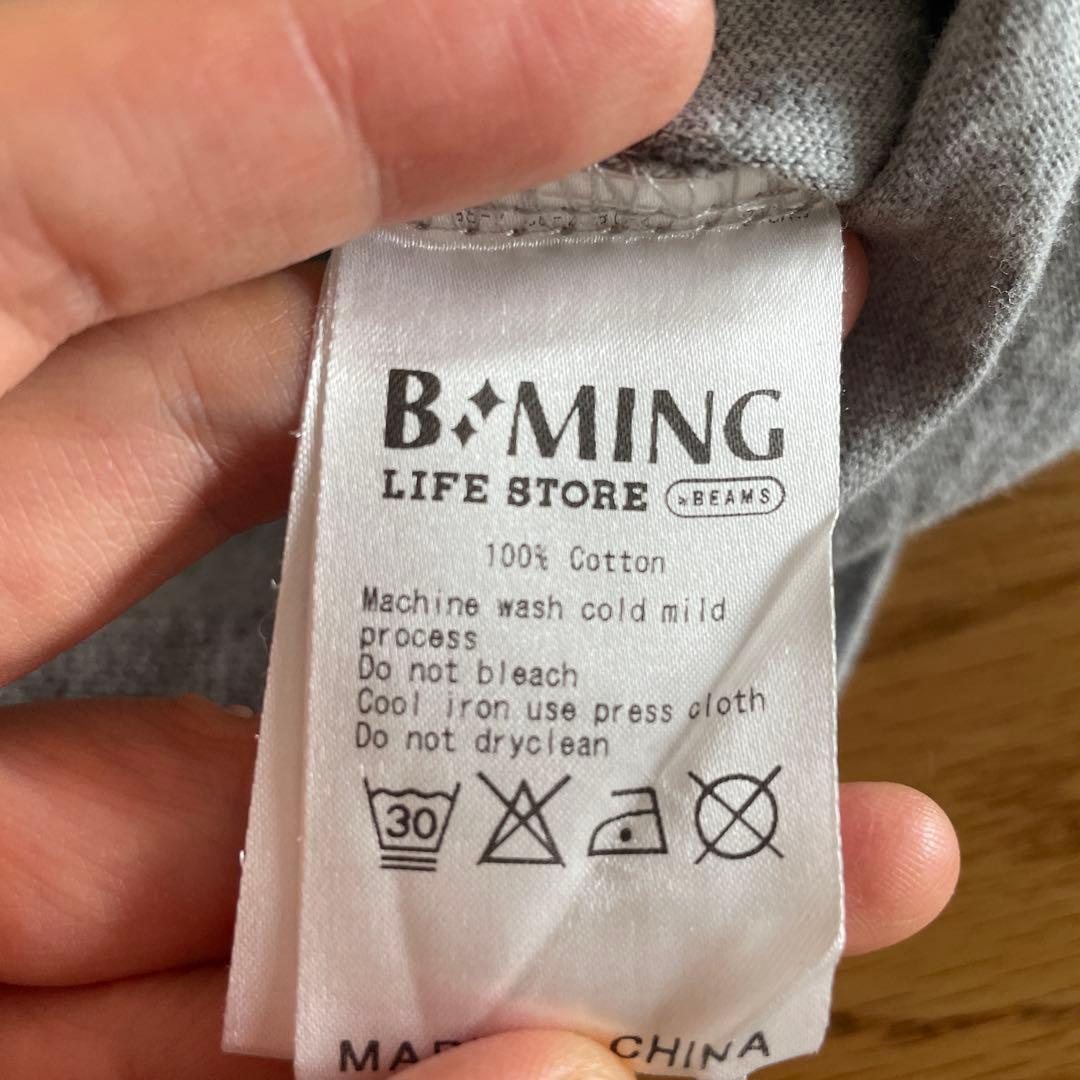 B MING
LIFE STORE BEAMS
100% Cotton
Machine wash cold mild
process
Do not bleach
Cool iron use press cloth
Do not dryclean
30
CHINA